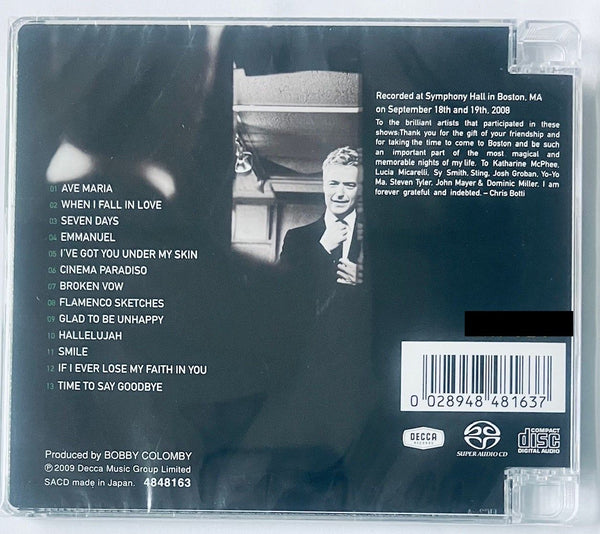 Recorded at Symphony Hall in Boston, MA
on September 18th and 19th, 2008
To the brilliant artists that participated in these
shows:Thank you for the gift of your friendship and
for taking the time to come to Boston and be such
an important part of the most magical and
memorable nights of my life. To Katharine McPhee,
Lucia Micarelli, Sy Smith, Sting, Josh Groban, Yo-Yo
Ma, Steven Tyler, John Mayer & Dominic Miller. I am
forever grateful and indebted. – Chris Botti
01 AVE MARIA
02 WHEN I FALL IN LOVE
03 SEVEN DAYS
04 EMMANUEL
05 I'VE GOT YOU UNDER MY SKIN
06 CINEMA PARADISO
07 BROKEN VOW
08 FLAMENCO SKETCHES
09 GLAD TO BE UNHAPPY
10 HALLELUJAH
11 SMILE
12 IF I EVER LOSE MY FAITH IN YOU
13 TIME TO SAY GOODBYE
0 028948 481637
DECCA
RECORDS
SUPER AUDIO CD
COMPACT
disc
DIGITAL AUDIO
Produced by BOBBY COLOMBY
℗2009 Decca Music Group Limited
SACD made in Japan. 4848163